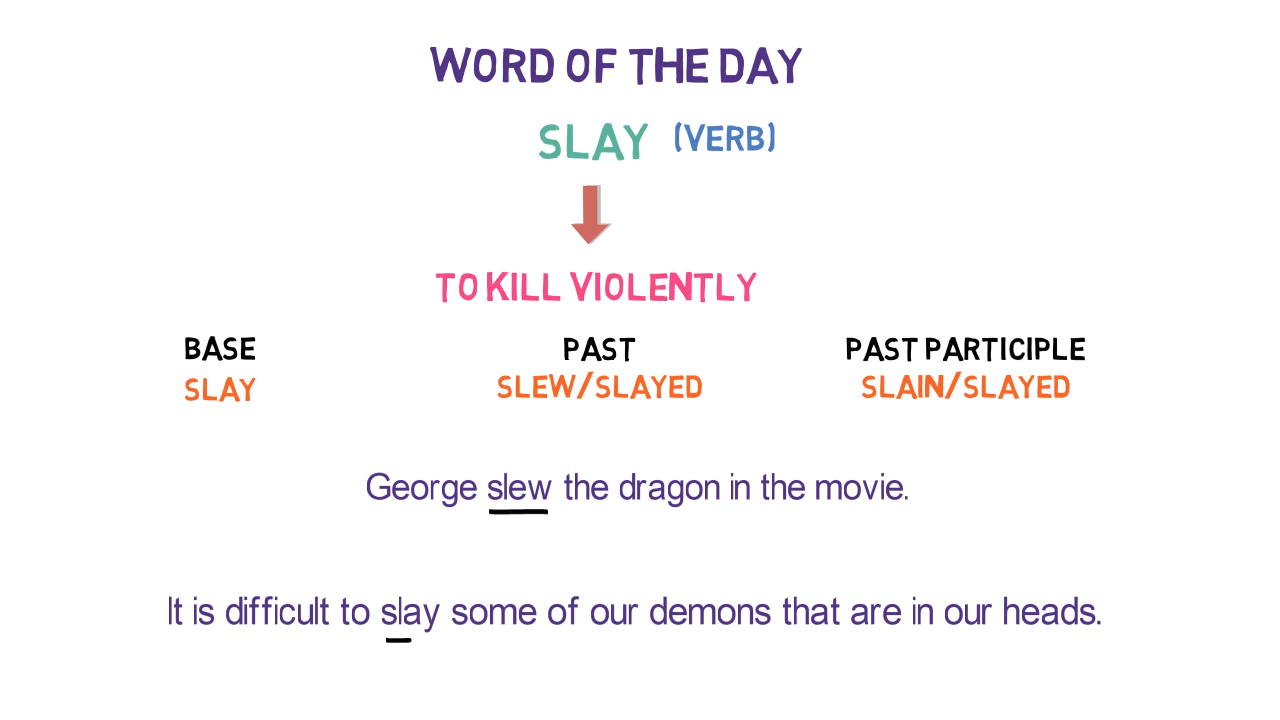 WORD OF THE DAY
SLAY (VERB)
TO KILL VIOLENTLY
BASE PAST PAST PARTICIPLE
SLAY SLEW/SLAYED SLAIN/SLAYED
George slew the dragon in the movie.
It is difficult to slay some of our demons that are in our heads.